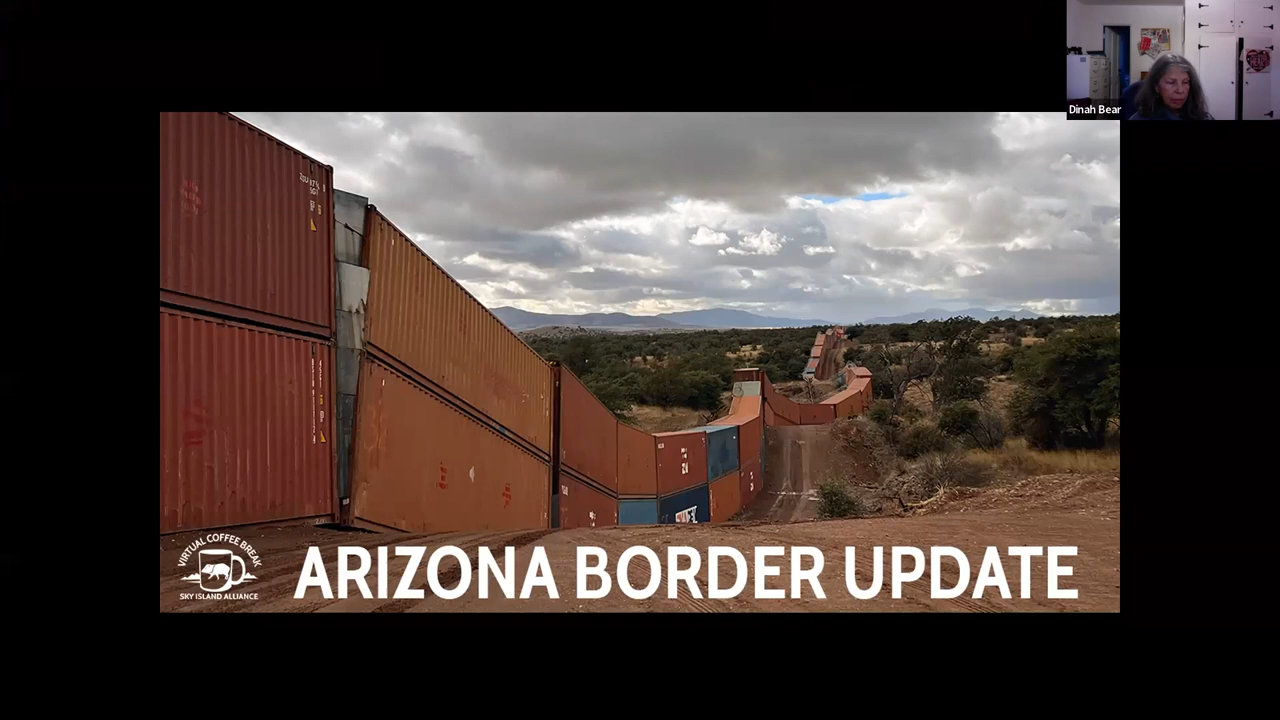 Dinah Bear
VIRTUAL COFFEE BREAK
SKY ISLAND ALLIANCE
ARIZONA BORDER UPDATE